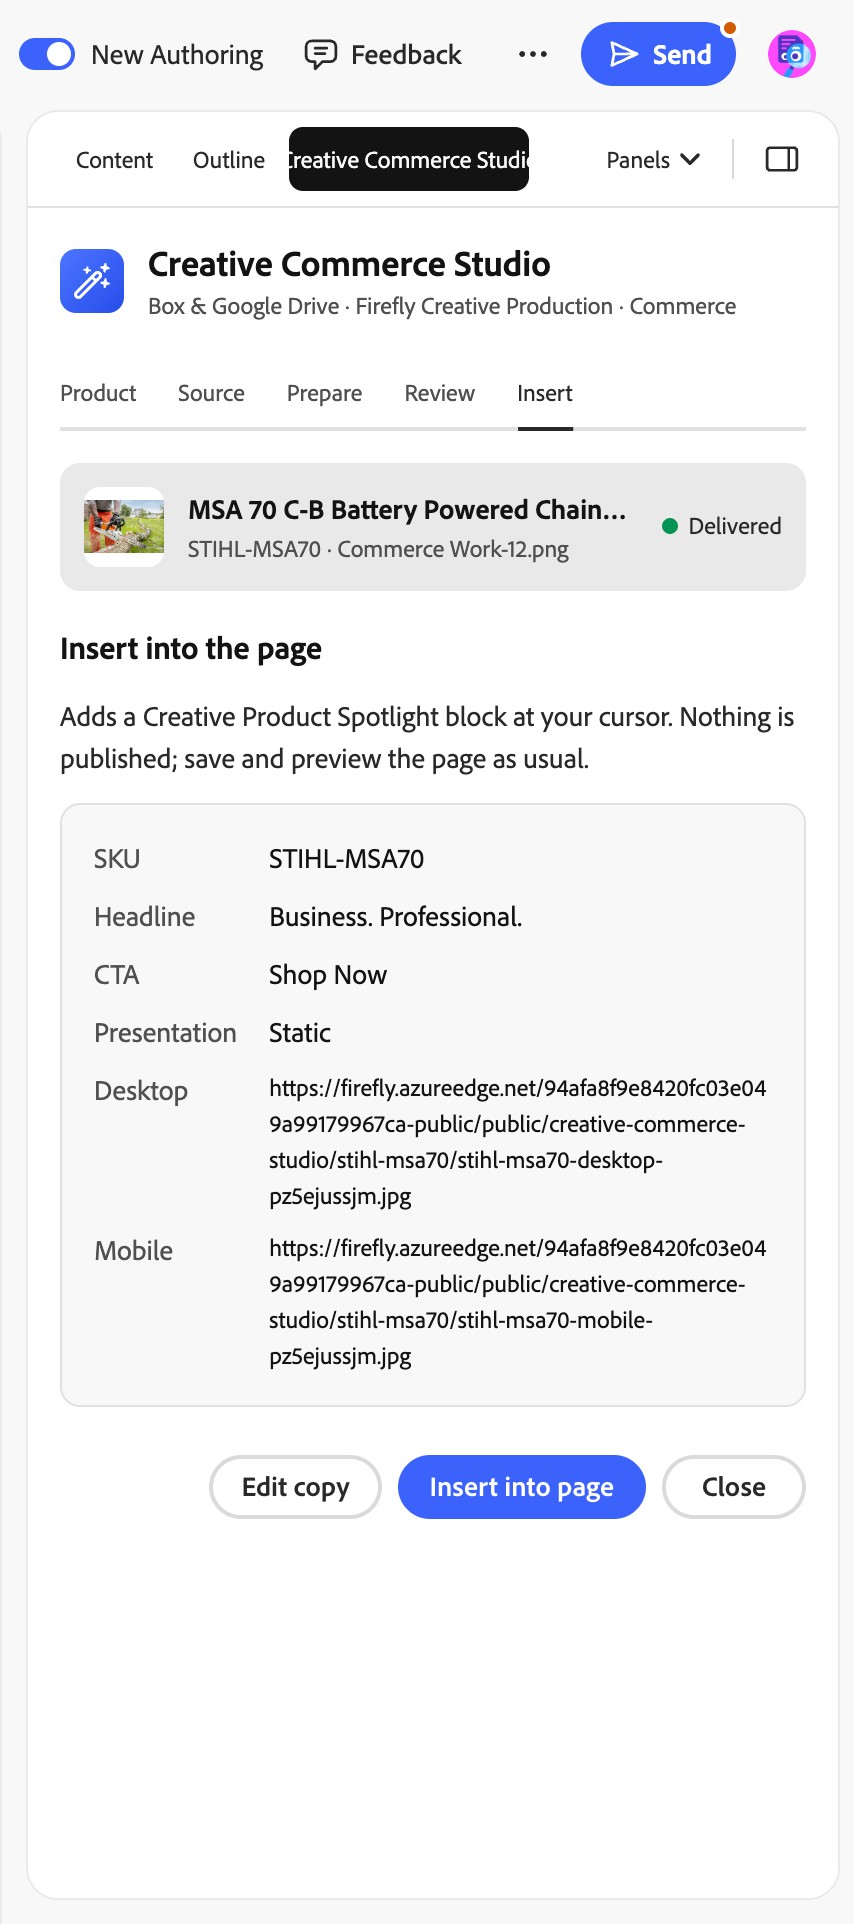 New Authoring
Feedback
Send
Content
Outline
Creative Commerce Studio
Panels
Creative Commerce Studio
Box & Google Drive · Firefly Creative Production · Commerce
Product
Source
Prepare
Review
Insert
MSA 70 C-B Battery Powered Chain...
STIHL-MSA70 · Commerce Work-12.png
Delivered
Insert into the page
Adds a Creative Product Spotlight block at your cursor. Nothing is
published; save and preview the page as usual.
SKU
STIHL-MSA70
Headline
Business. Professional.
CTA
Shop Now
Presentation
Static
Desktop
https://firefly.azureedge.net/94afa8f9e8420fc03e04
9a99179967ca-public/public/creative-commerce-
studio/stihl-msa70/stihl-msa70-desktop-
pz5ejussjm.jpg
Mobile
https://firefly.azureedge.net/94afa8f9e8420fc03e04
9a99179967ca-public/public/creative-commerce-
studio/stihl-msa70/stihl-msa70-mobile-
pz5ejussjm.jpg
Edit copy
Insert into page
Close